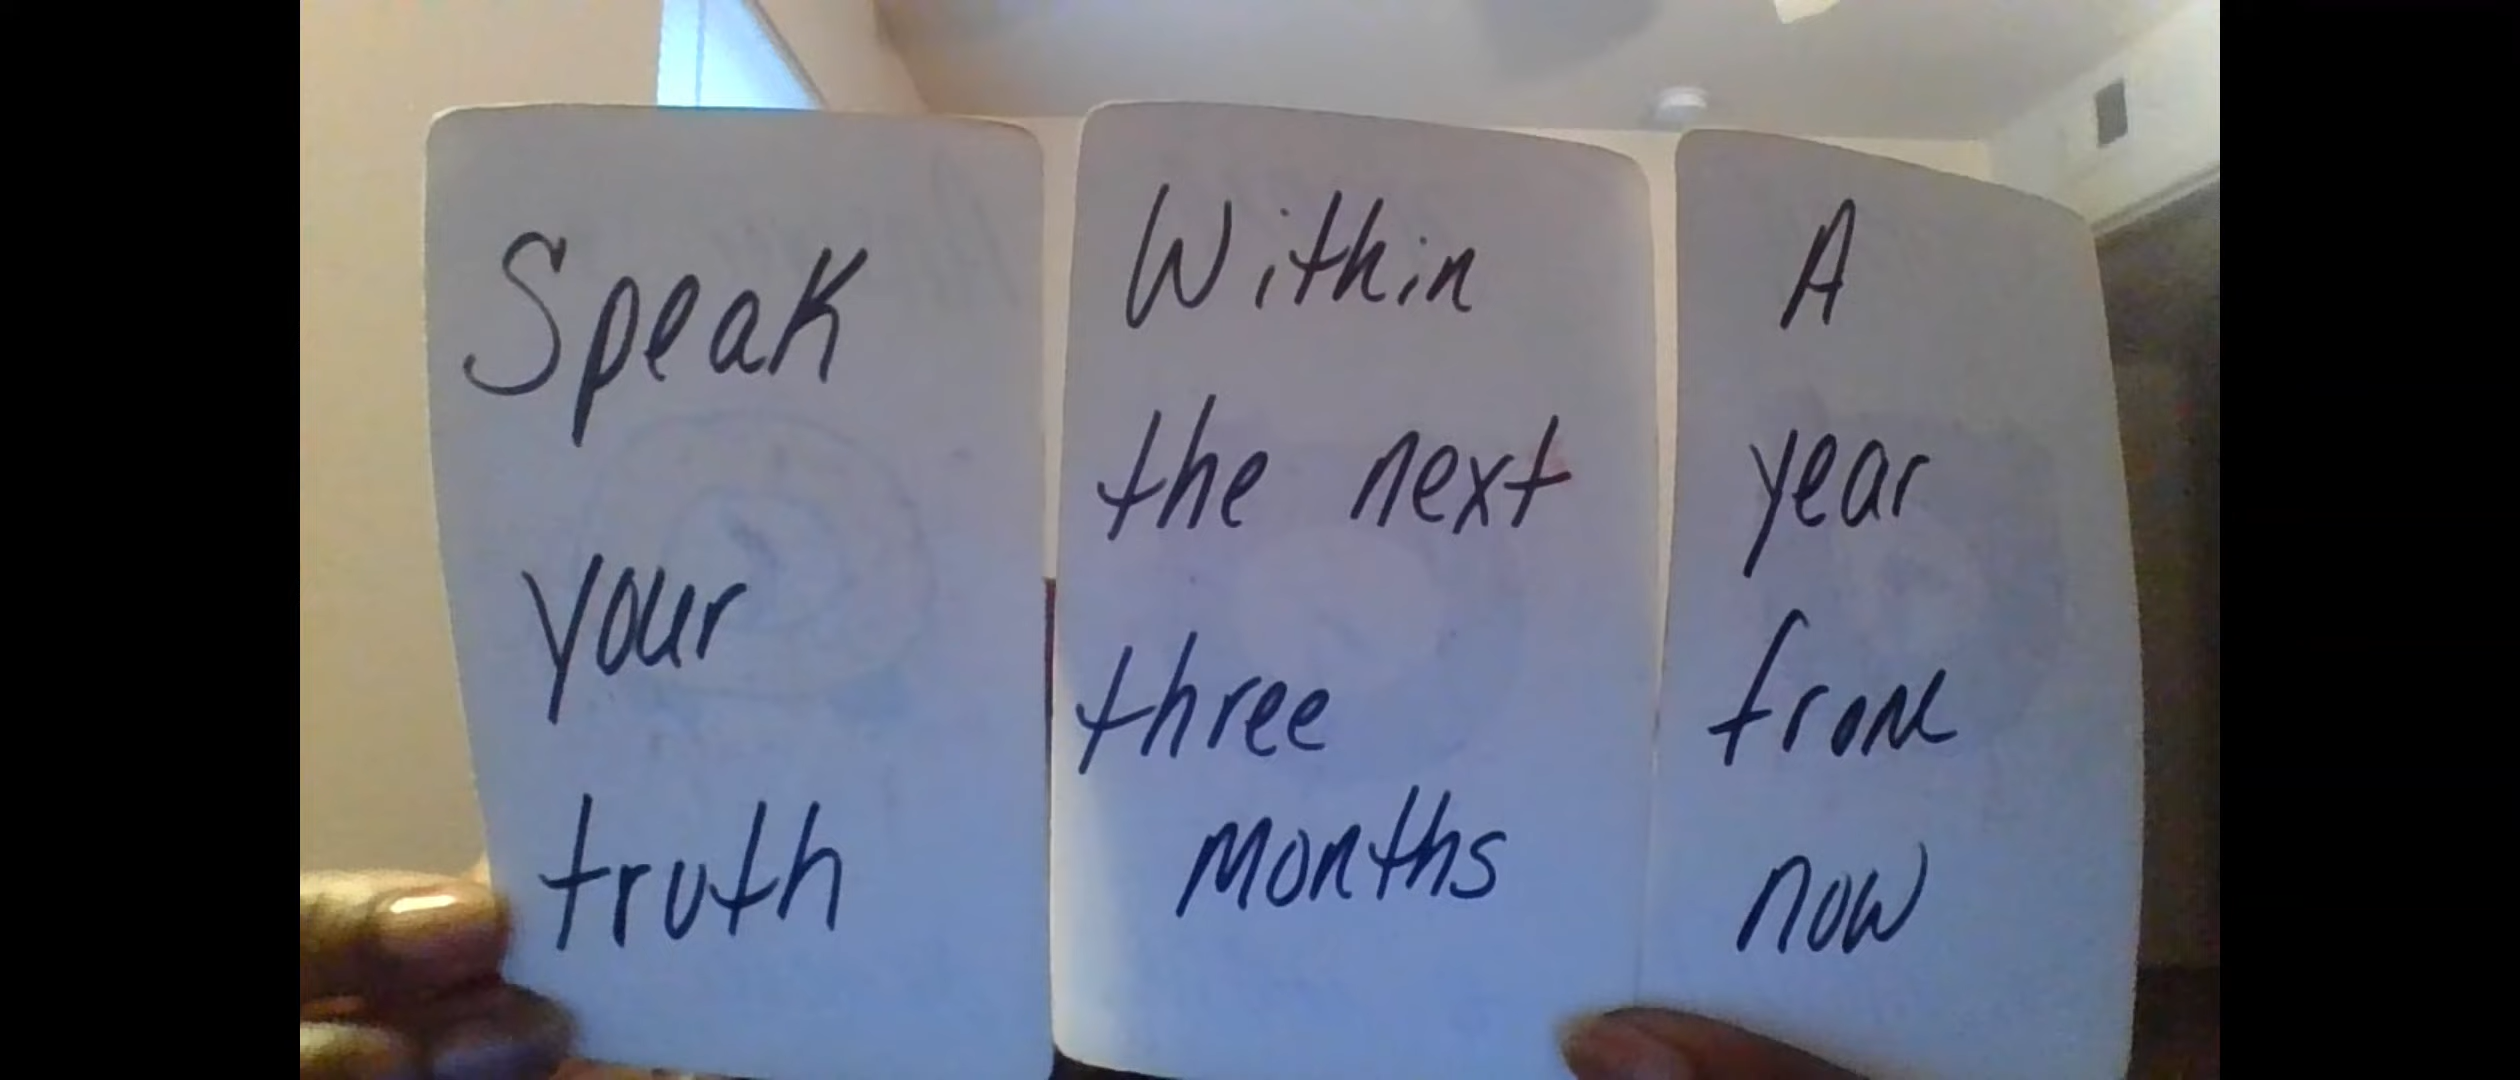 Speak
your
truth
Within
the next
three
months
A
year
from
now